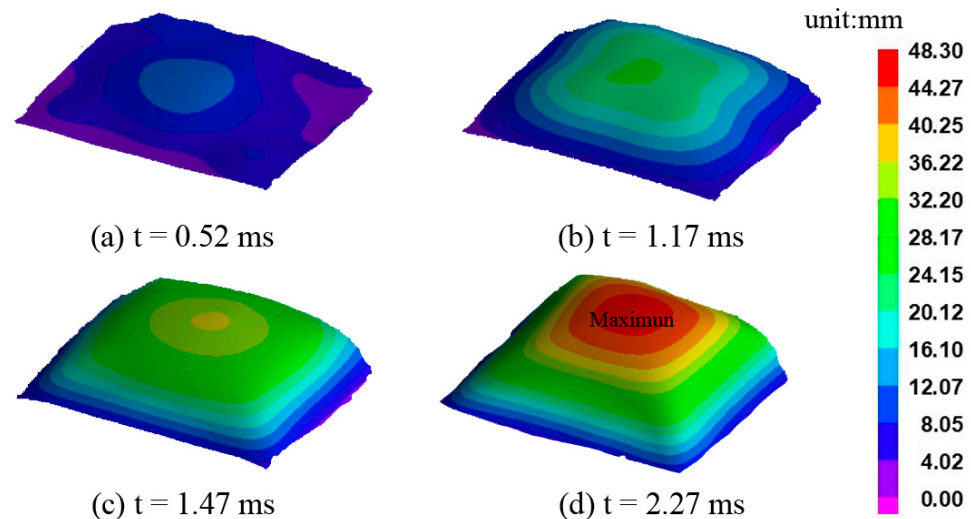 unit:mm
48.30
44.27
40.25
36.22
32.20
28.17
24.15
20.12
16.10
12.07
8.05
4.02
0.00
(a) t = 0.52 ms
(b) t = 1.17 ms
Maximun
(c) t = 1.47 ms
(d) t = 2.27 ms